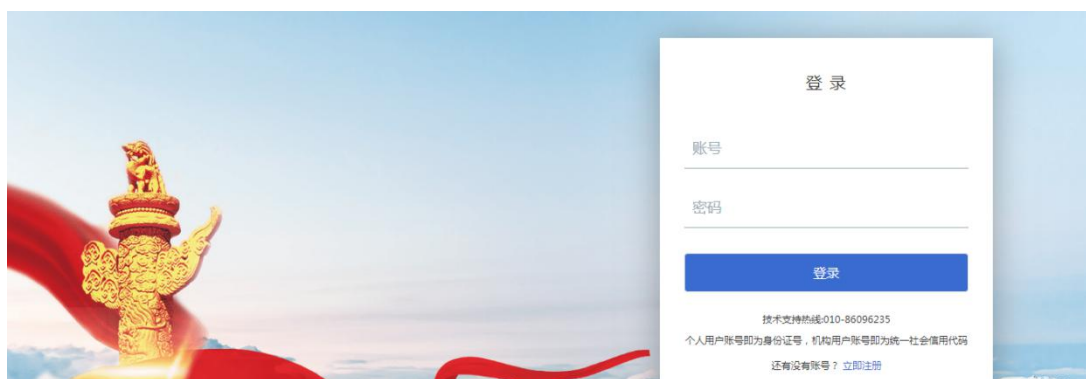 登 录
账号
密码
登录
技术支持热线:010-86096235
个人用户账号即为身份证号，机构用户账号即为统一社会信用代码
还有没有账号？ 立即注册